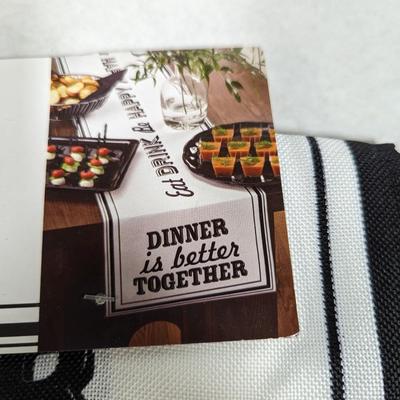 Eat DRINK & be HAPPY
DINNER
is better
TOGETHER